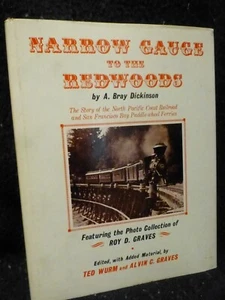 NARROW GAUGE
TO THE
REDWOODS
by A. Bray Dickinson
The Story of the North Pacific Coast Railroad
and San Francisco Bay Paddle-wheel Ferries
Featuring the Photo Collection of
ROY D. GRAVES
Edited, with Added Material, by
TED WURM and ALVIN C. GRAVES